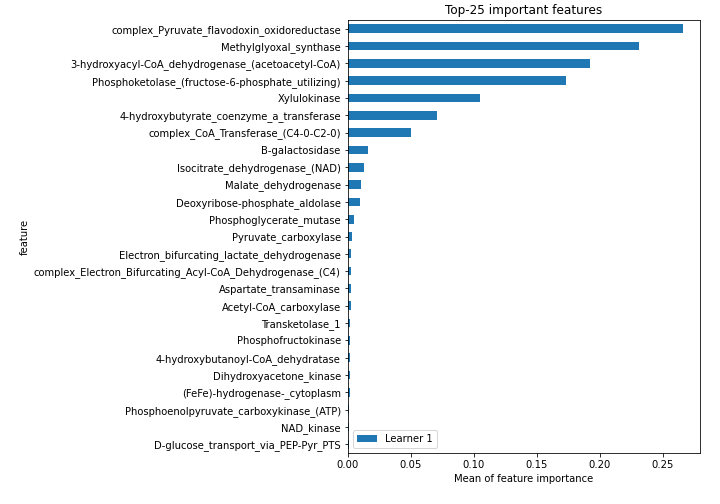 Top-25 important features
complex_Pyruvate_flavodoxin_oxidoreductase
Methylglyoxal_synthase
3-hydroxyacyl-CoA_dehydrogenase_(acetoacetyl-CoA)
Phosphoketolase_(fructose-6-phosphate_utilizing)
Xylulokinase
4-hydroxybutyrate_coenzyme_a_transferase
complex_CoA_Transferase_(C4-0-C2-0)
B-galactosidase
Isocitrate_dehydrogenase_(NAD)
Malate_dehydrogenase
Deoxyribose-phosphate_aldolase
Phosphoglycerate_mutase
Pyruvate_carboxylase
Electron_bifurcating_lactate_dehydrogenase
complex_Electron_Bifurcating_Acyl-CoA_Dehydrogenase_(C4)
Aspartate_transaminase
Acetyl-CoA_carboxylase
Transketolase_1
Phosphofructokinase
4-hydroxybutanoyl-CoA_dehydratase
Dihydroxyacetone_kinase
(FeFe)-hydrogenase-_cytoplasm
Phosphoenolpyruvate_carboxykinase_(ATP)
NAD_kinase
D-glucose_transport_via_PEP-Pyr_PTS
feature
Learner 1
0.00 0.05 0.10 0.15 0.20 0.25
Mean of feature importance